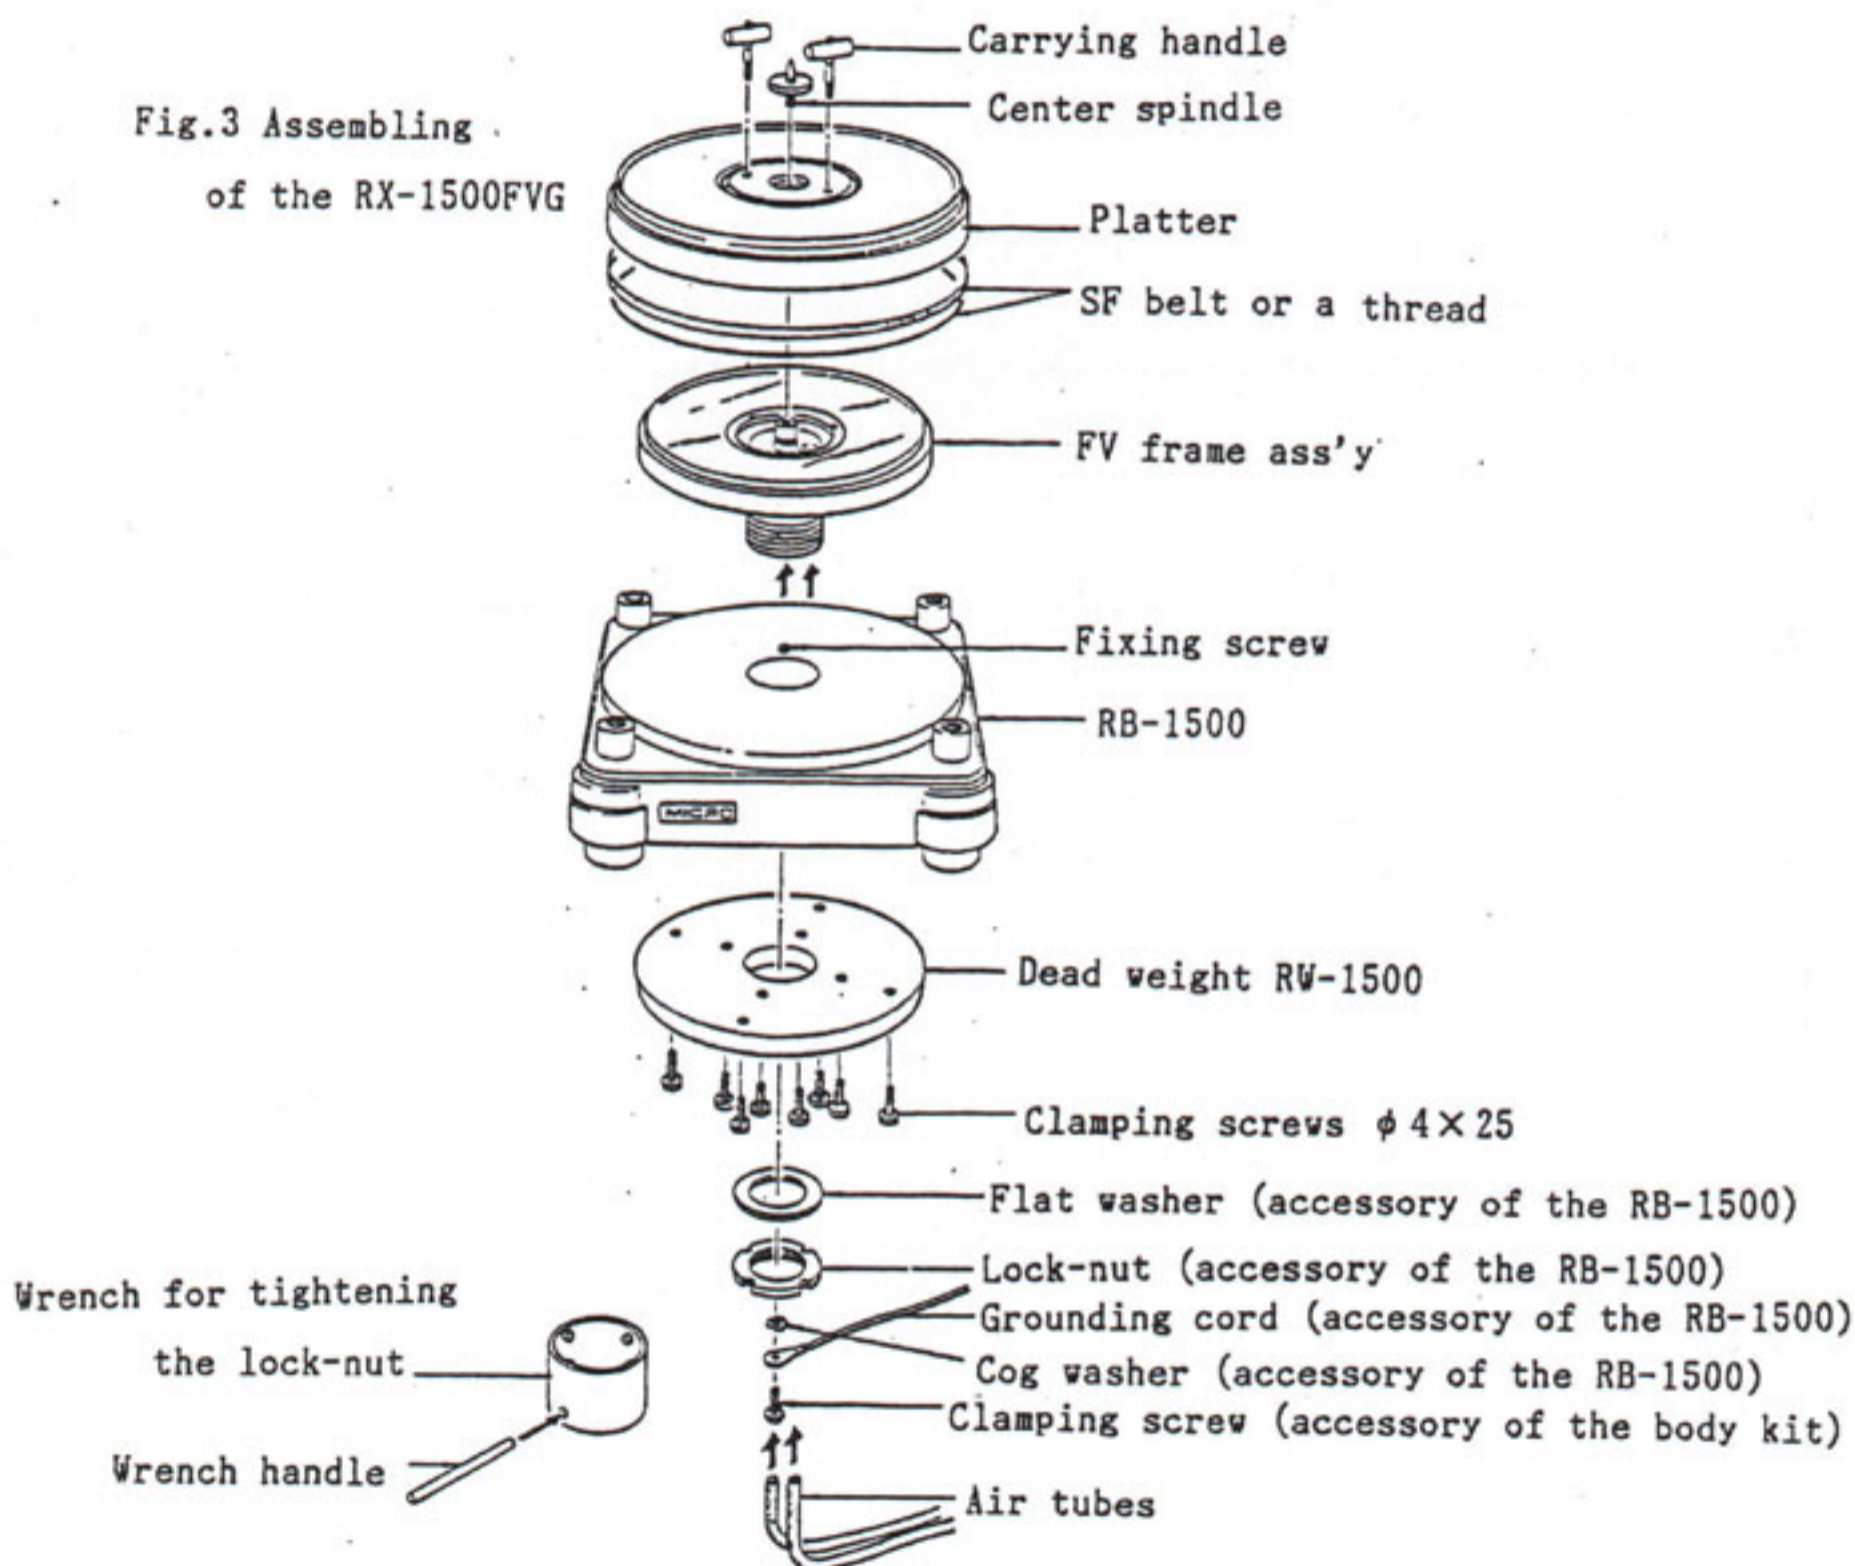 Carrying handle
Center spindle
Fig.3 Assembling
of the RX-1500FVG
Platter
SF belt or a thread
FV frame ass'y
Fixing screw
RB-1500
MICRO
Dead weight RW-1500
Clamping screws φ4×25
Flat washer (accessory of the RB-1500)
Lock-nut (accessory of the RB-1500)
Wrench for tightening
the lock-nut
Grounding cord (accessory of the RB-1500)
Cog washer (accessory of the RB-1500)
Clamping screw (accessory of the body kit)
Wrench handle
Air tubes